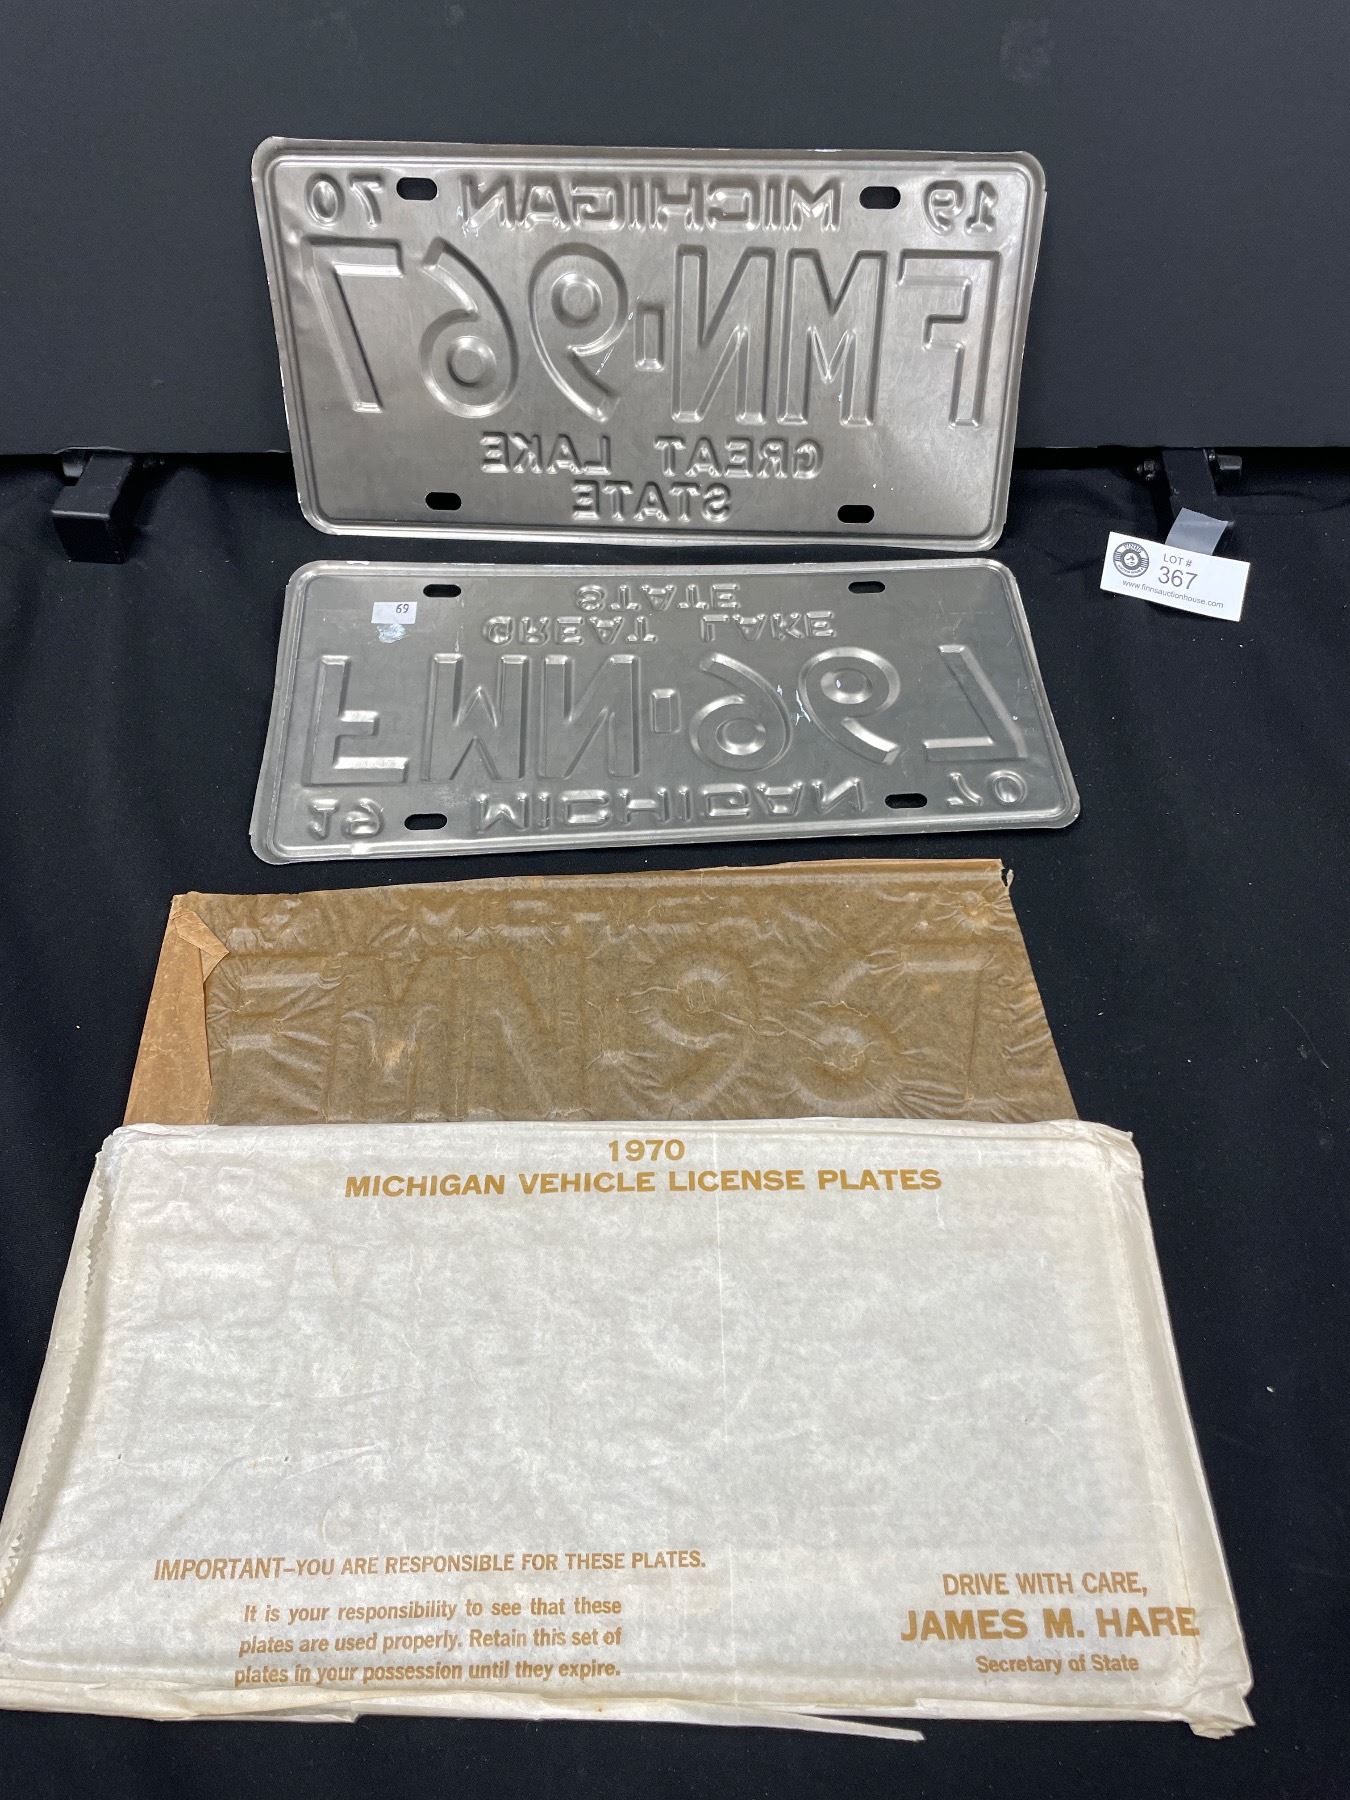 19 MICHIGAN 70
FMN-967
GREAT LAKE
STATE
LOT #
367
www.finnsauctionhouse.com
69
STATE
GREAT LAKE
FMN-967
19 MICHIGAN 70
FMN-967
1970
MICHIGAN VEHICLE LICENSE PLATES
IMPORTANT–YOU ARE RESPONSIBLE FOR THESE PLATES.
It is your responsibility to see that these
plates are used properly. Retain this set of
plates in your possession until they expire.
DRIVE WITH CARE,
JAMES M. HARE
Secretary of State